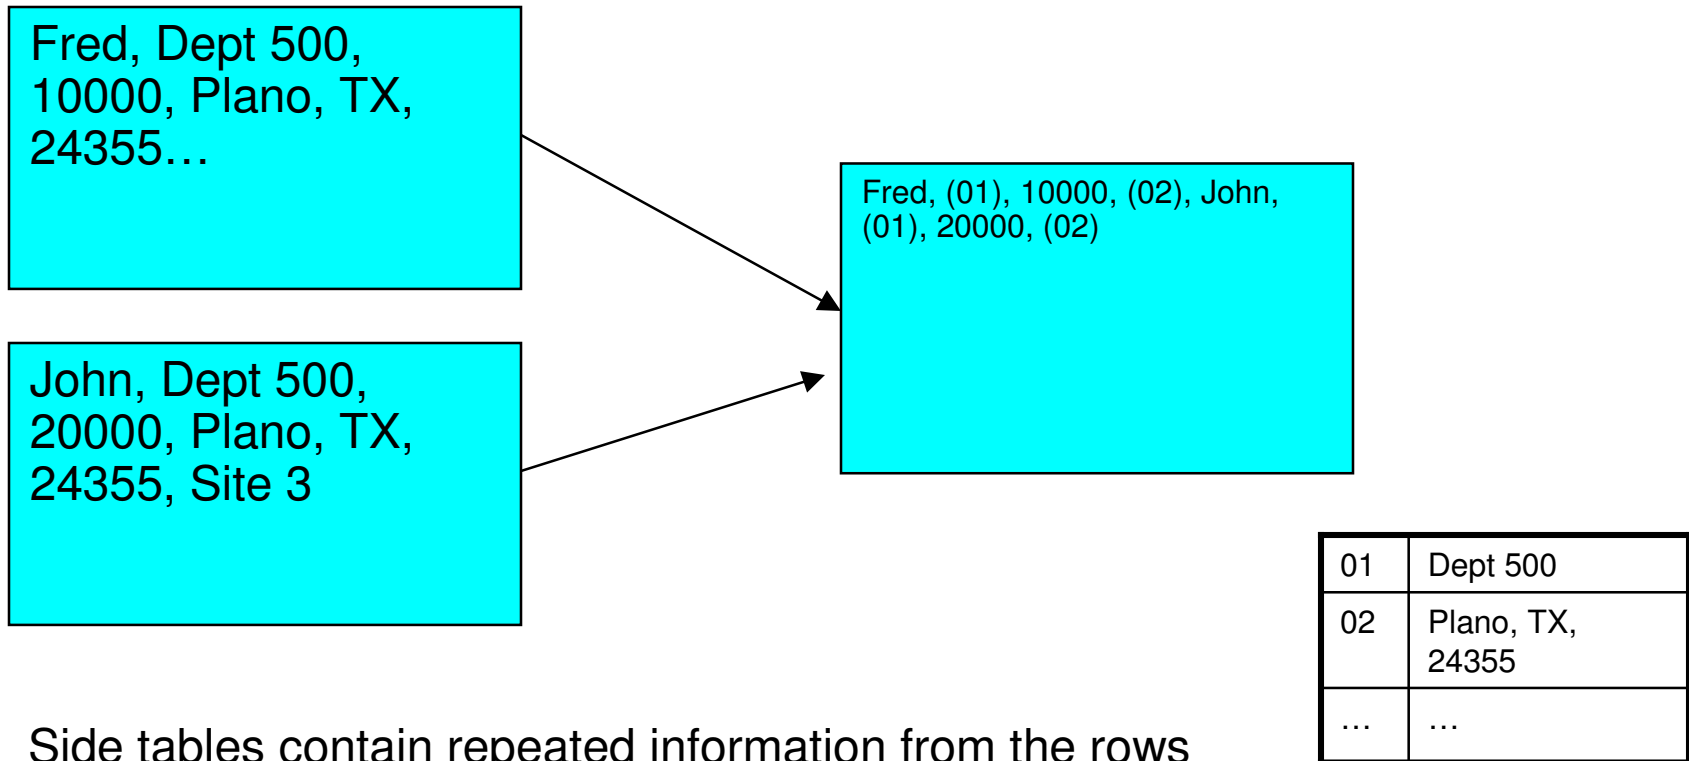 Fred, Dept 500,
10000, Plano, TX,
24355…
Fred, (01), 10000, (02), John,
(01), 20000, (02)
John, Dept 500,
20000, Plano, TX,
24355, Site 3
01 Dept 500
02 Plano, TX,
24355
… …
Side tables contain repeated information from the rows